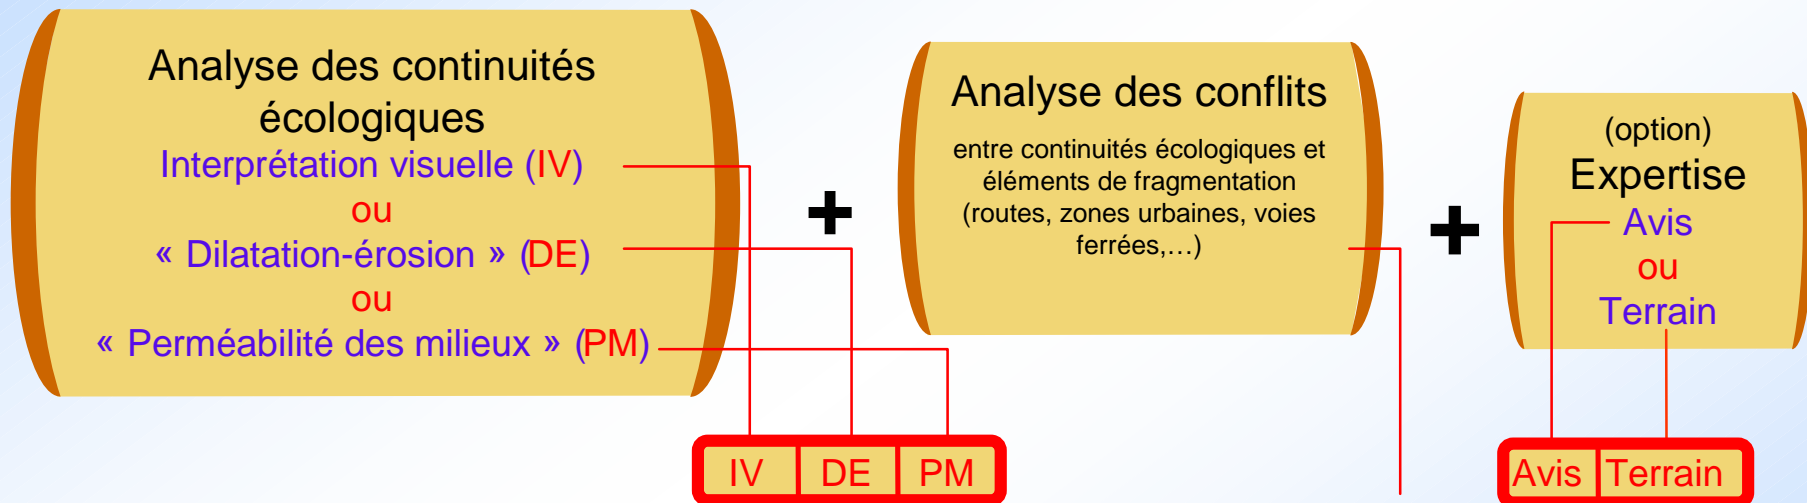 Analyse des continuités
écologiques
Interprétation visuelle (IV)
ou
« Dilatation-érosion » (DE)
ou
« Perméabilité des milieux » (PM)
+
Analyse des conflits
entre continuités écologiques et
éléments de fragmentation
(routes, zones urbaines, voies
ferrées,…)
+
(option)
Expertise
Avis
ou
Terrain
IV DE PM
Avis Terrain